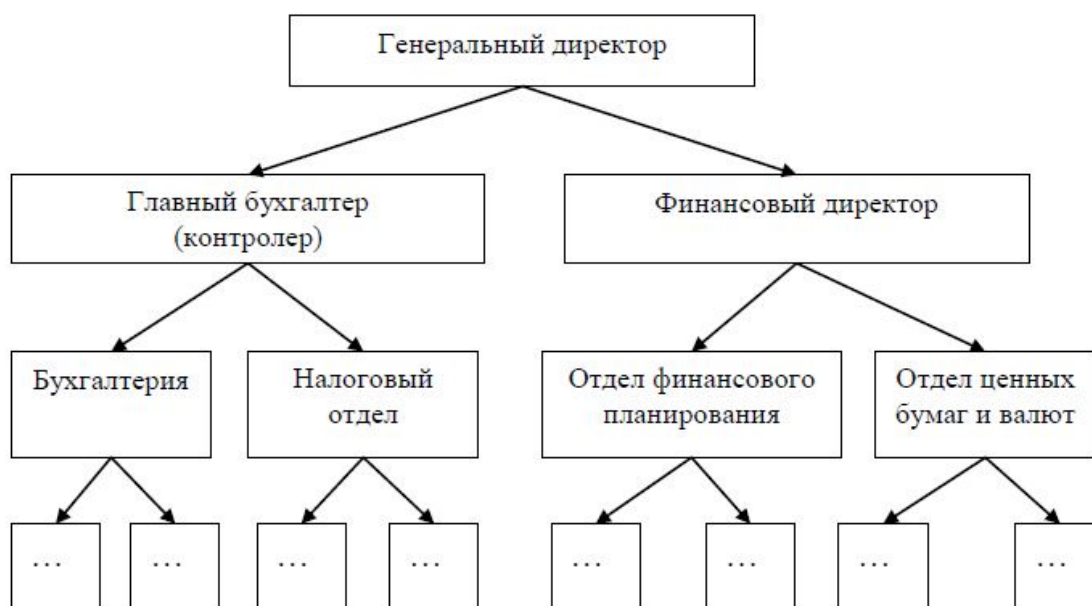 Генеральный директор
Главный бухгалтер
(контролер)
Финансовый директор
Бухгалтерия
Налоговый
отдел
Отдел финансового
планирования
Отдел ценных
бумаг и валют
…
…
…
…
…
…
…
…